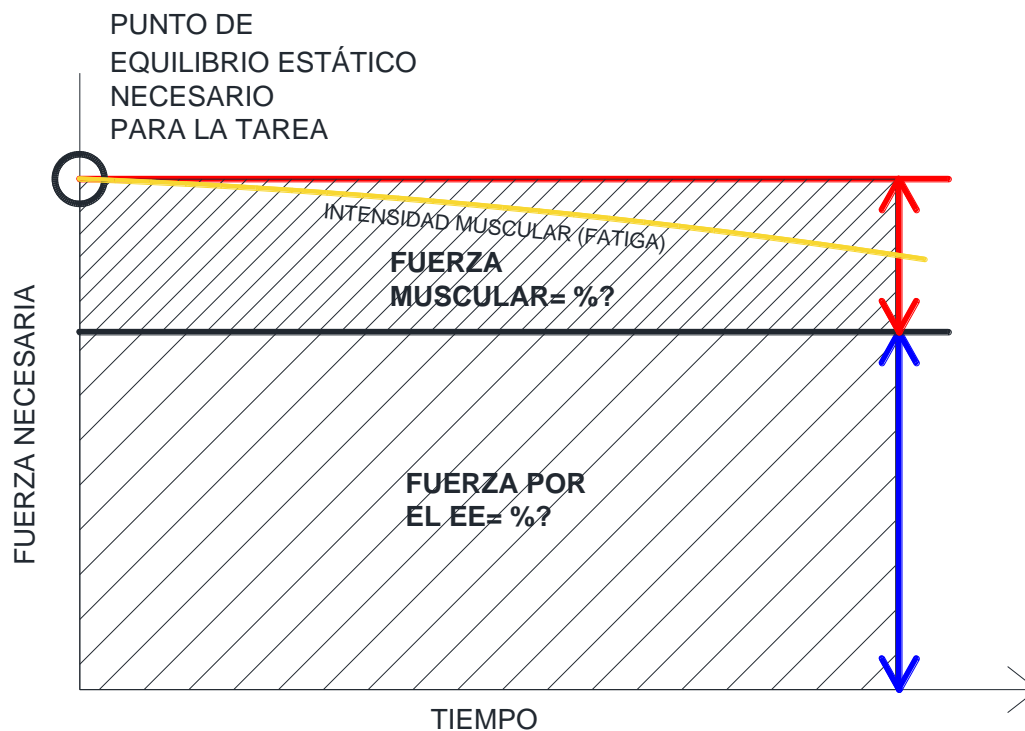 PUNTO DE
EQUILIBRIO ESTÁTICO
NECESARIO
PARA LA TAREA
INTENSIDAD MUSCULAR (FATIGA)
FUERZA
MUSCULAR= %?
FUERZA NECESARIA
FUERZA POR
EL EE= %?
TIEMPO